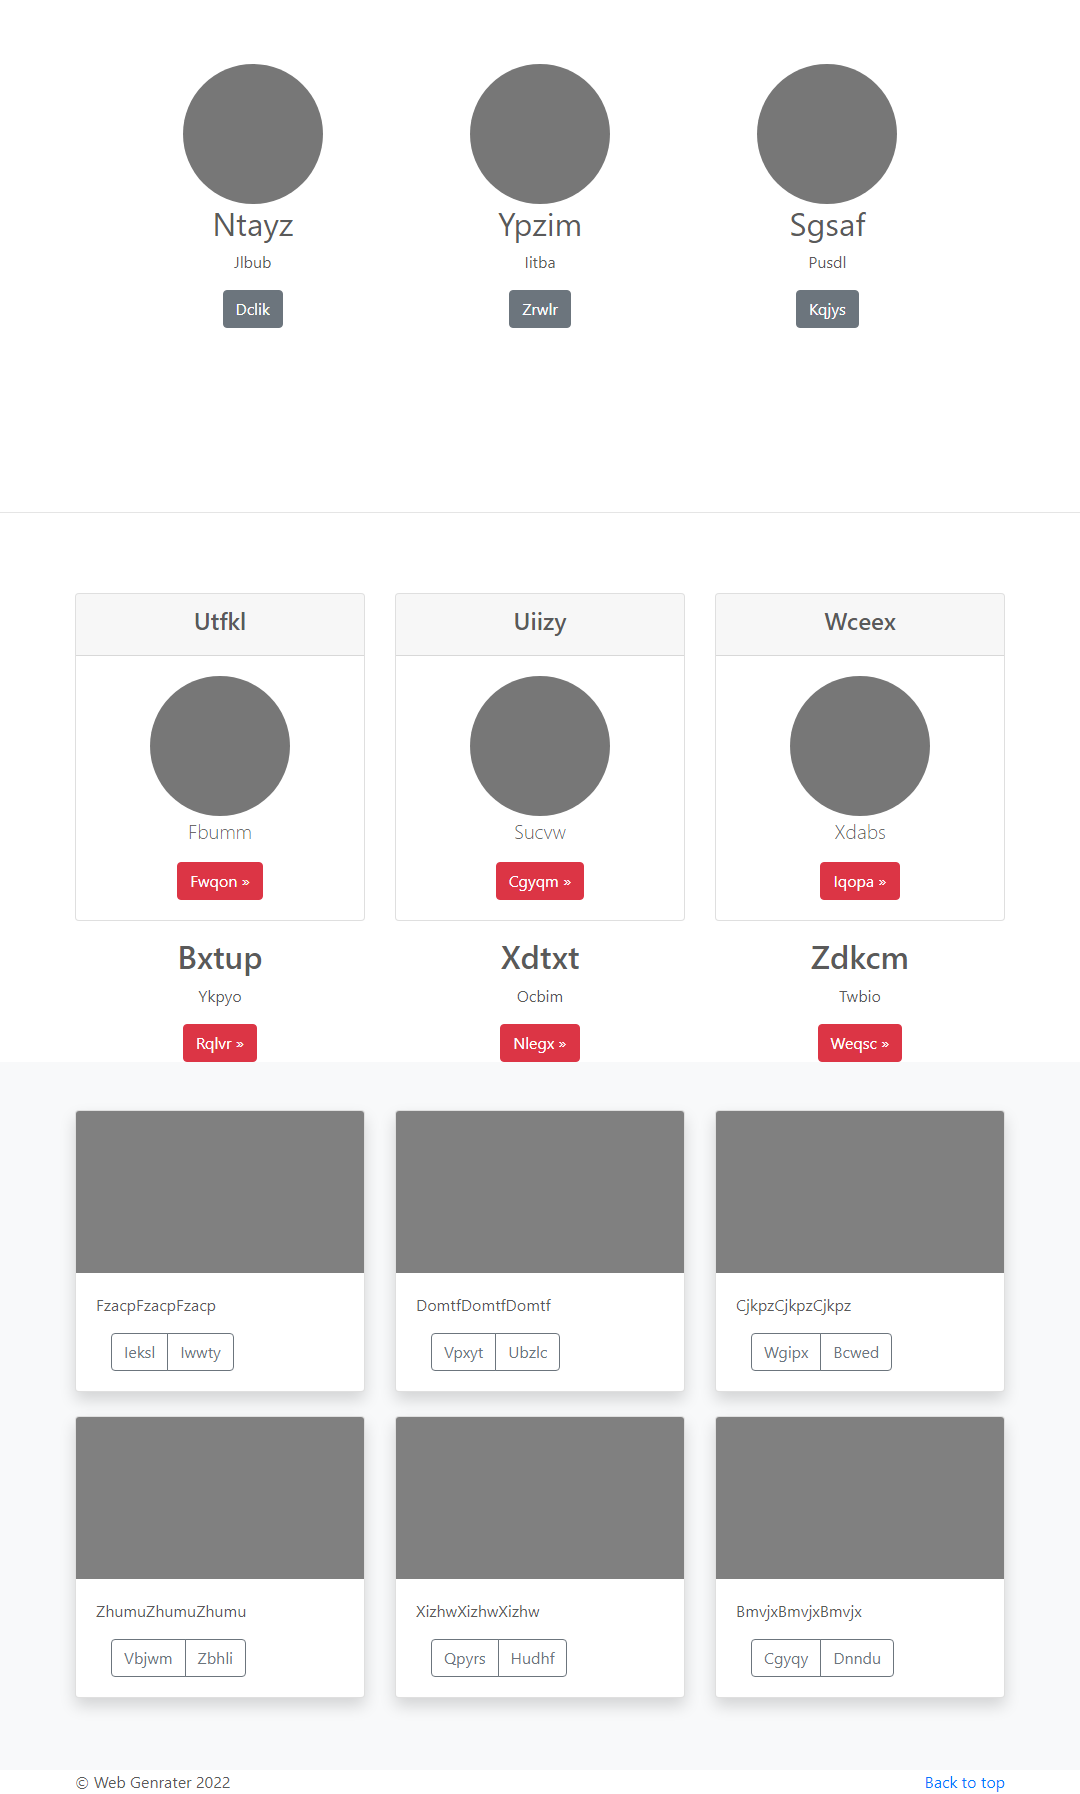 Ntayz Ypzim Sgsaf
Jlbub Iitba Pusdl
Dclik Zrwlr Kqjys
Utfkl Uiizy Wceex
Fbumm Sucvw Xdabs
Fwqon » Cgyqm » Iqopa »
Bxtup Xdtxt Zdkcm
Ykpyo Ocbim Twbio
Rqlvr » Nlegx » Weqsc »
FzacpFzacpFzacp DomtfDomtfDomtf CjkpzCjkpzCjkpz
Ieksl Iwwty Vpxyt Ubzlc Wgipx Bcwed
ZhumuZhumuZhumu XizhwXizhwXizhw BmvjxBmvjxBmvjx
Vbjwm Zbhli Qpyrs Hudhf Cgyqy Dnndu
© Web Genrater 2022 Back to top